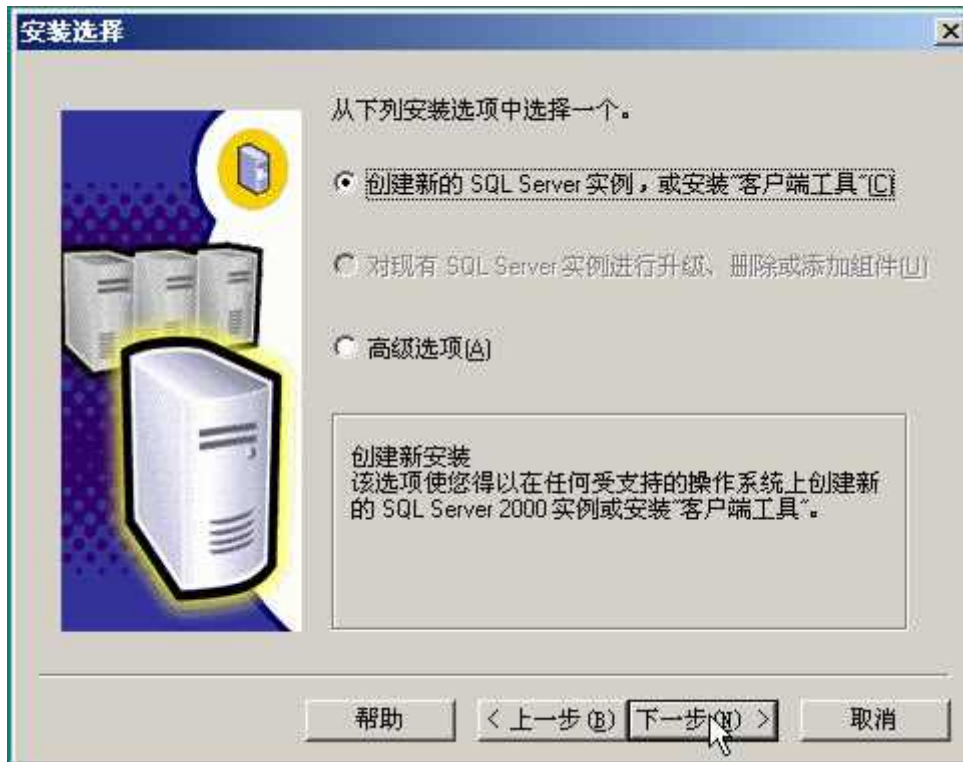 安装选择
从下列安装选项中选择一个。
创建新的 SQL Server 实例，或安装"客户端工具"(C)
对现有 SQL Server 实例进行升级、删除或添加组件(U)
高级选项(A)
创建新安装
该选项使您得以在任何受支持的操作系统上创建新
的 SQL Server 2000 实例或安装"客户端工具"。
帮助
< 上一步(B)
下一步(N) >
取消